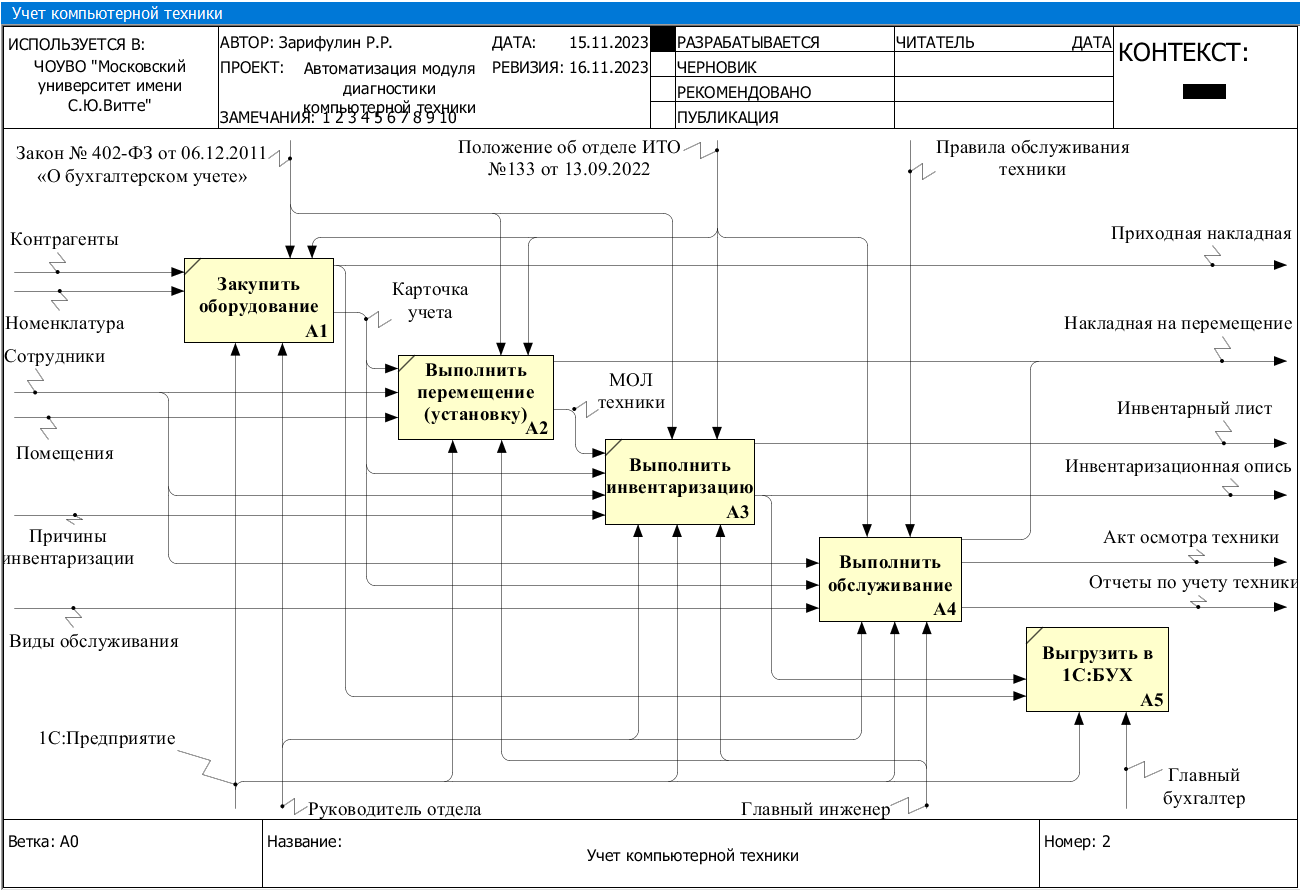 Учет компьютерной техники
ИСПОЛЬЗУЕТСЯ В:
ЧОУВО "Московский
университет имени
С.Ю.Витте"
АВТОР: Зарифулин Р.Р.
ДАТА: 15.11.2023
ПРОЕКТ: Автоматизация модуля
диагностики
компьютерной техники
РЕВИЗИЯ: 16.11.2023
ЗАМЕЧАНИЯ: 1 2 3 4 5 6 7 8 9 10
РАЗРАБАТЫВАЕТСЯ
ЧЕРНОВИК
РЕКОМЕНДОВАНО
ПУБЛИКАЦИЯ
ЧИТАТЕЛЬ ДАТА
КОНТЕКСТ:
Закон № 402-ФЗ от 06.12.2011
«О бухгалтерском учете»
Положение об отделе ИТО
№133 от 13.09.2022
Правила обслуживания
техники
Контрагенты
Номенклатура
Сотрудники
Помещения
Причины
инвентаризации
Виды обслуживания
Закупить
оборудование
A1
Карточка
учета
Выполнить
перемещение
(установку)
A2
МОЛ
техники
Выполнить
инвентаризацию
A3
Выполнить
обслуживание
A4
Выгрузить в
1С:БУХ
A5
Приходная накладная
Накладная на перемещение
Инвентарный лист
Инвентаризационная опись
Акт осмотра техники
Отчеты по учету техники
1С:Предприятие
Руководитель отдела
Главный инженер
Главный
бухгалтер
Ветка: A0
Название:
Учет компьютерной техники
Номер: 2